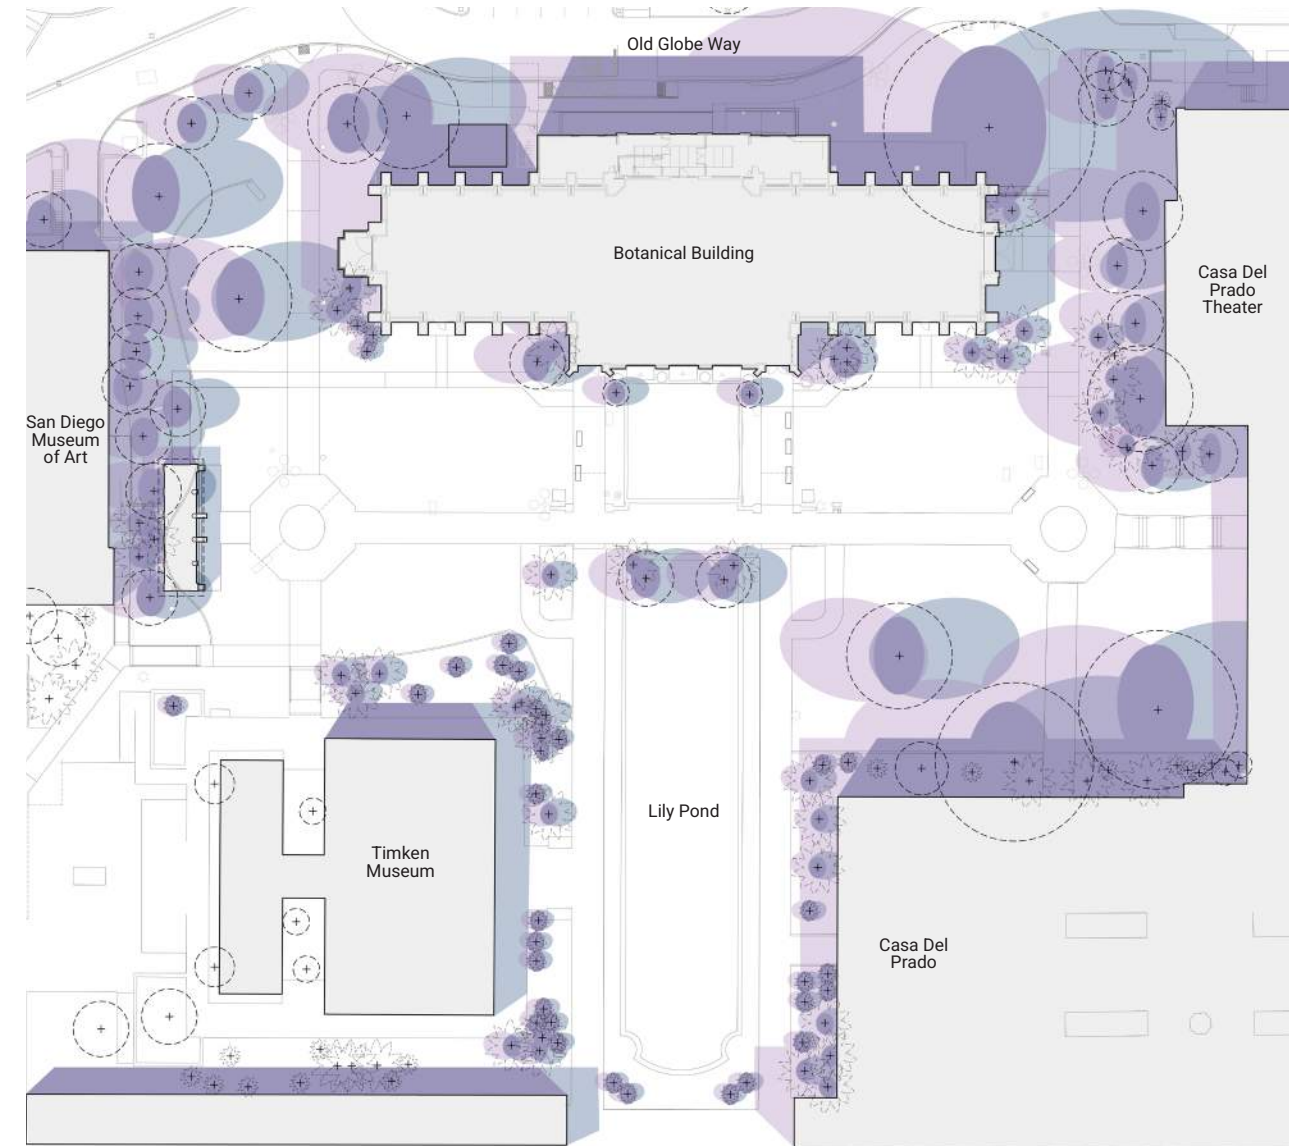 Old Globe Way
Botanical Building
Casa Del
Prado
Theater
San Diego
Museum
of Art
Lily Pond
Timken
Museum
Casa Del
Prado